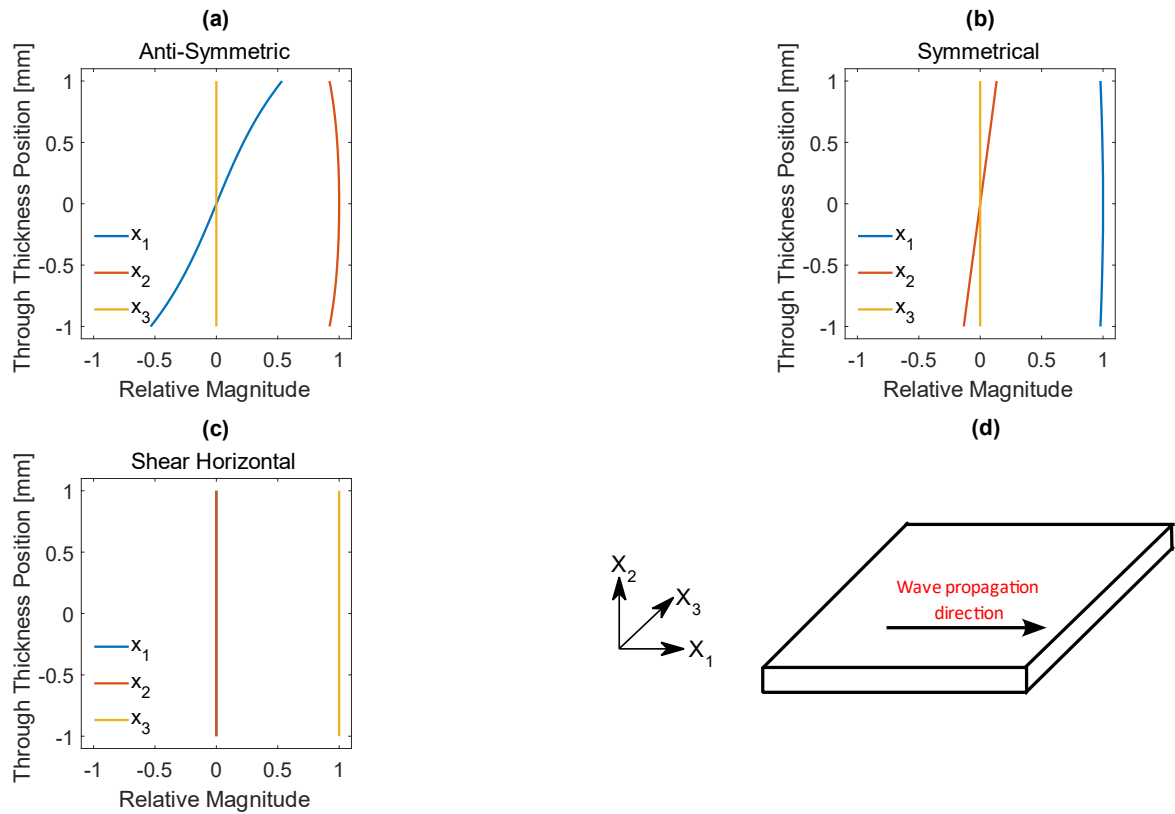 (a)
Anti-Symmetric
Through Thickness Position [mm]
1
0.5
0
-0.5
-1
x1
x2
x3
-1 -0.5 0 0.5 1
Relative Magnitude
(b)
Symmetrical
Through Thickness Position [mm]
1
0.5
0
-0.5
-1
x1
x2
x3
-1 -0.5 0 0.5 1
Relative Magnitude
(c)
Shear Horizontal
Through Thickness Position [mm]
1
0.5
0
-0.5
-1
x1
x2
x3
-1 -0.5 0 0.5 1
Relative Magnitude
(d)
X2
X3
X1
Wave propagation
direction